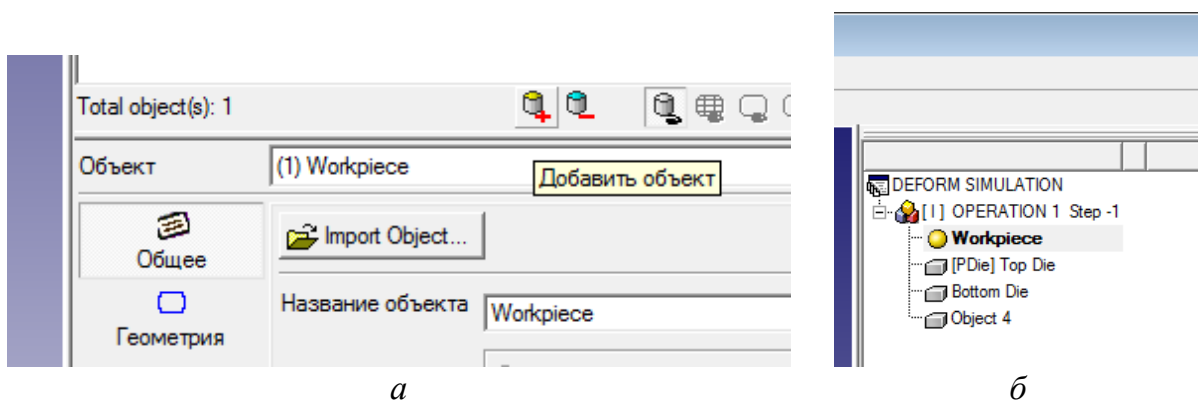 Total object(s): 1
Объект
(1) Workpiece
Добавить объект
Общее
Import Object...
Название объекта
Workpiece
Геометрия
а
DEFORM SIMULATION
[ I ] OPERATION 1 Step -1
Workpiece
[PDie] Top Die
Bottom Die
Object 4
б